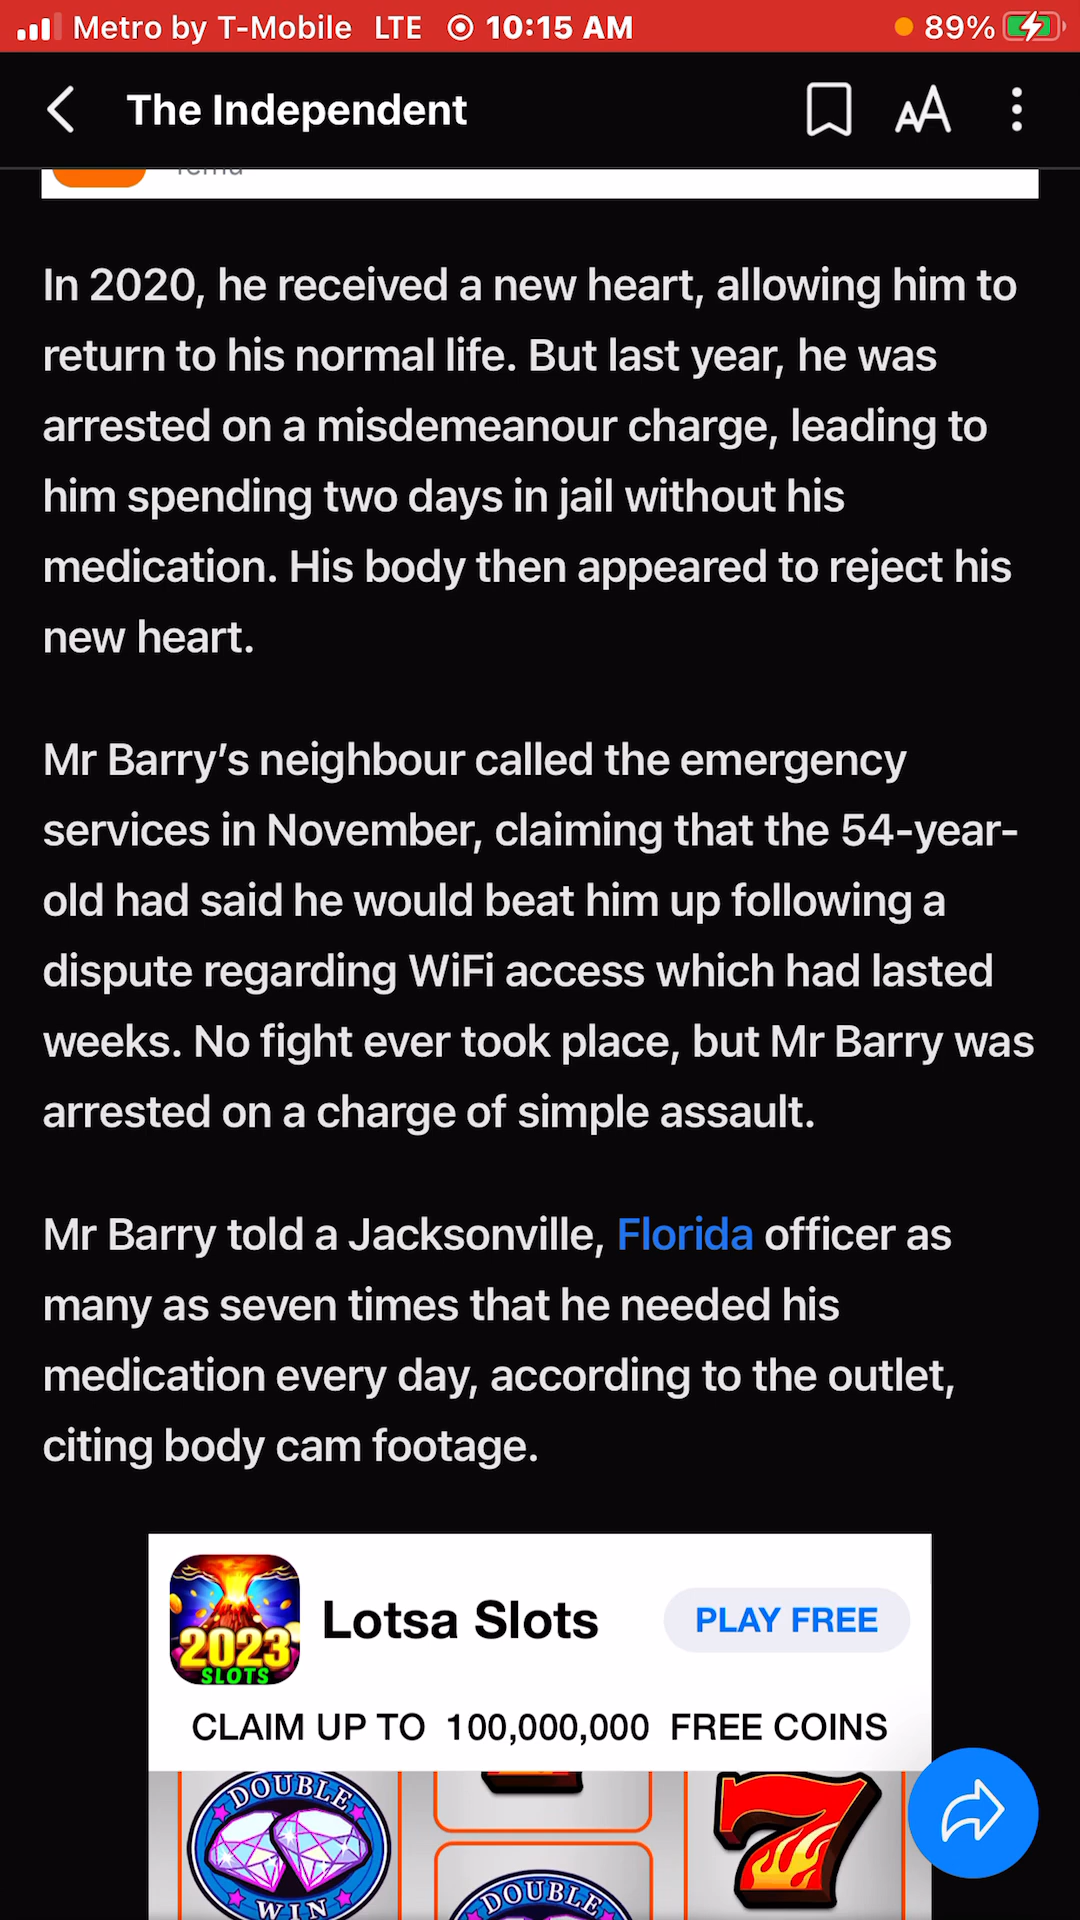 Metro by T-Mobile LTE 10:15 AM 89%
The Independent AA
Temu
In 2020, he received a new heart, allowing him to
return to his normal life. But last year, he was
arrested on a misdemeanour charge, leading to
him spending two days in jail without his
medication. His body then appeared to reject his
new heart.
Mr Barry’s neighbour called the emergency
services in November, claiming that the 54-year-
old had said he would beat him up following a
dispute regarding WiFi access which had lasted
weeks. No fight ever took place, but Mr Barry was
arrested on a charge of simple assault.
Mr Barry told a Jacksonville, Florida officer as
many as seven times that he needed his
medication every day, according to the outlet,
citing body cam footage.
2023
SLOTS
Lotsa Slots
PLAY FREE
CLAIM UP TO 100,000,000 FREE COINS
DOUBLE
WIN
7
DOUBLE